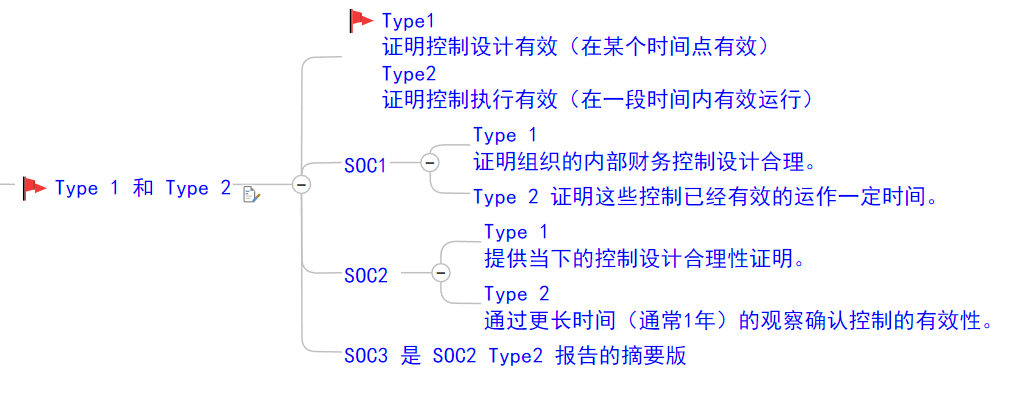 Type1
证明控制设计有效（在某个时间点有效）
Type2
证明控制执行有效（在一段时间内有效运行）
Type 1 和 Type 2
SOC1
Type 1
证明组织的内部财务控制设计合理。
Type 2 证明这些控制已经有效的运作一定时间。
SOC2
Type 1
提供当下的控制设计合理性证明。
Type 2
通过更长时间（通常1年）的观察确认控制的有效性。
SOC3 是 SOC2 Type2 报告的摘要版